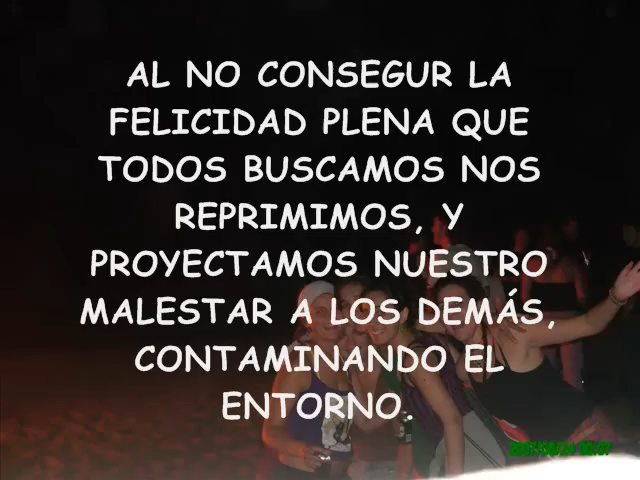 AL NO CONSEGUR LA
FELICIDAD PLENA QUE
TODOS BUSCAMOS NOS
REPRIMIMOS, Y
PROYECTAMOS NUESTRO
MALESTAR A LOS DEMÁS,
CONTAMINANDO EL
ENTORNO.